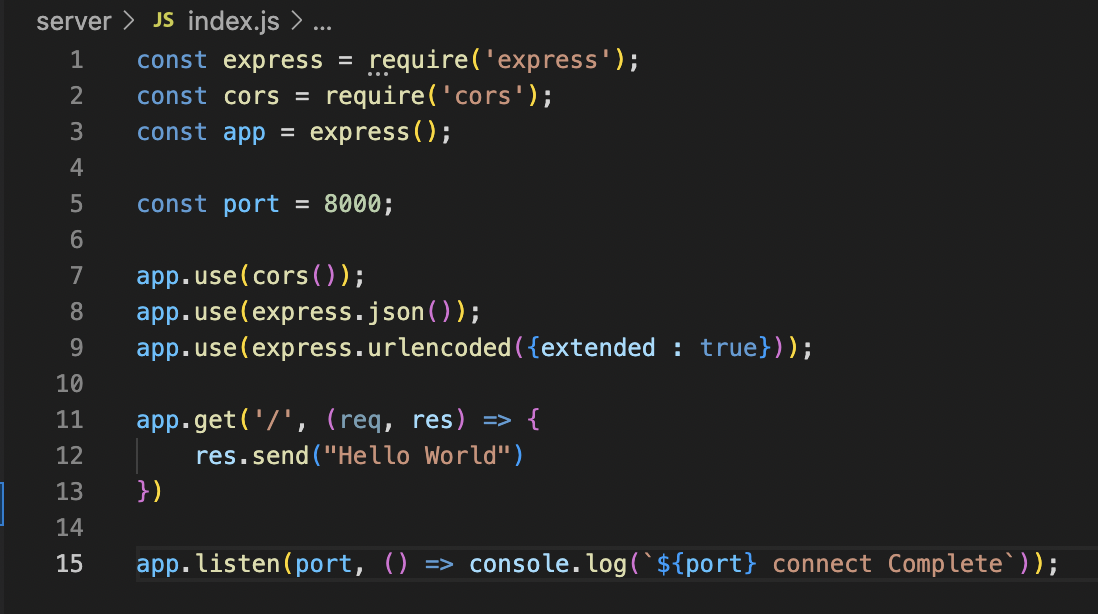 server > JS index.js > ...
1 const express = require('express');
2 const cors = require('cors');
3 const app = express();
4
5 const port = 8000;
6
7 app.use(cors());
8 app.use(express.json());
9 app.use(express.urlencoded({extended : true}));
10
11 app.get('/', (req, res) => {
12     res.send("Hello World")
13 })
14
15 app.listen(port, () => console.log(`${port} connect Complete`));